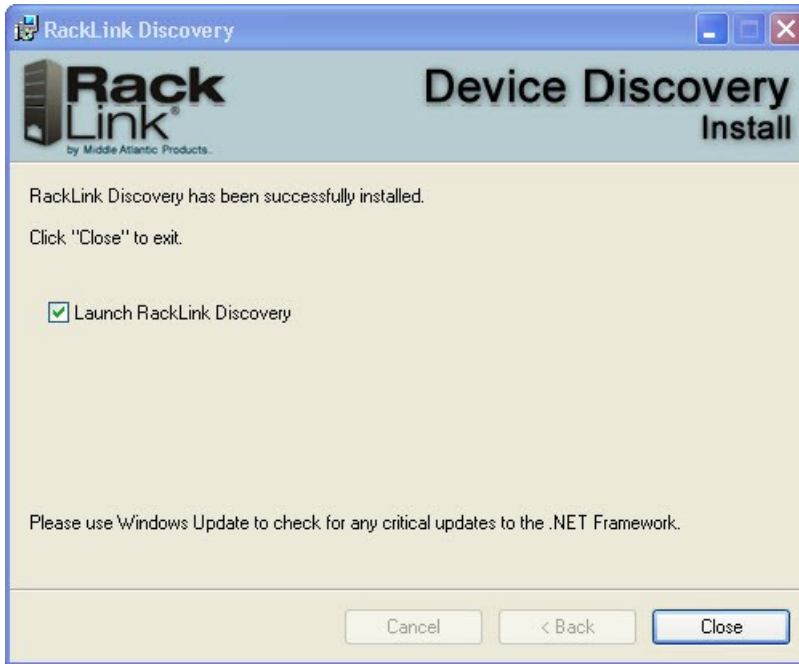 RackLink Discovery
Rack
Link®
by Middle Atlantic Products.
Device Discovery
Install
RackLink Discovery has been successfully installed.
Click "Close" to exit.
Launch RackLink Discovery
Please use Windows Update to check for any critical updates to the .NET Framework.
Cancel
< Back
Close